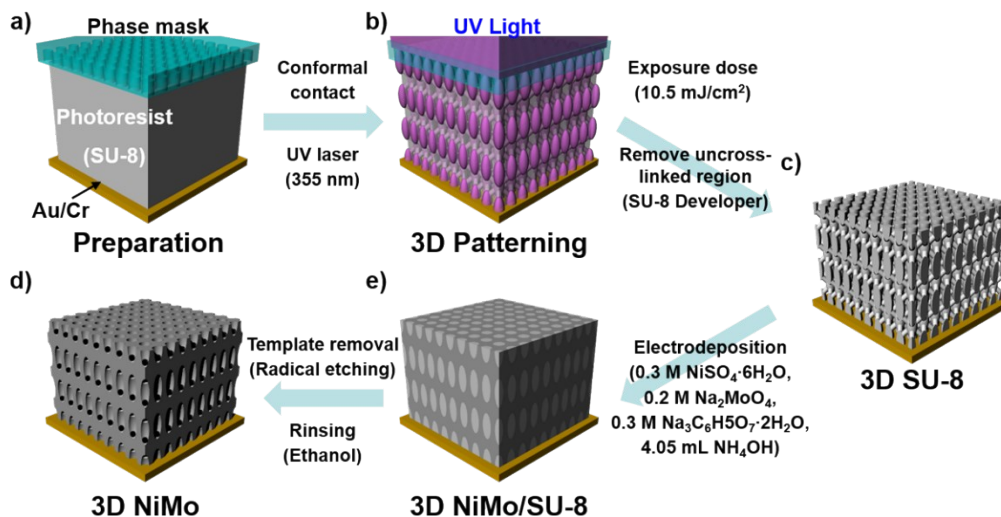 a)
Phase mask
Photoresist
(SU-8)
Au/Cr
Preparation
Conformal
contact
UV laser
(355 nm)
b)
UV Light
3D Patterning
Exposure dose
(10.5 mJ/cm²)
Remove uncross-
linked region
(SU-8 Developer)
c)
3D SU-8
d)
3D NiMo
Template removal
(Radical etching)
Rinsing
(Ethanol)
e)
3D NiMo/SU-8
Electrodeposition
(0.3 M NiSO₄·6H₂O,
0.2 M Na₂MoO₄,
0.3 M Na₃C₆H5O₇·2H₂O,
4.05 mL NH₄OH)